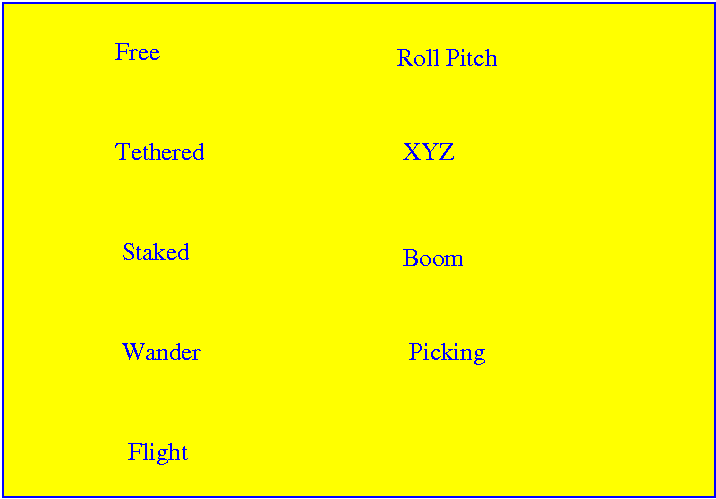 Free
Roll Pitch
Tethered
XYZ
Staked
Boom
Wander
Picking
Flight